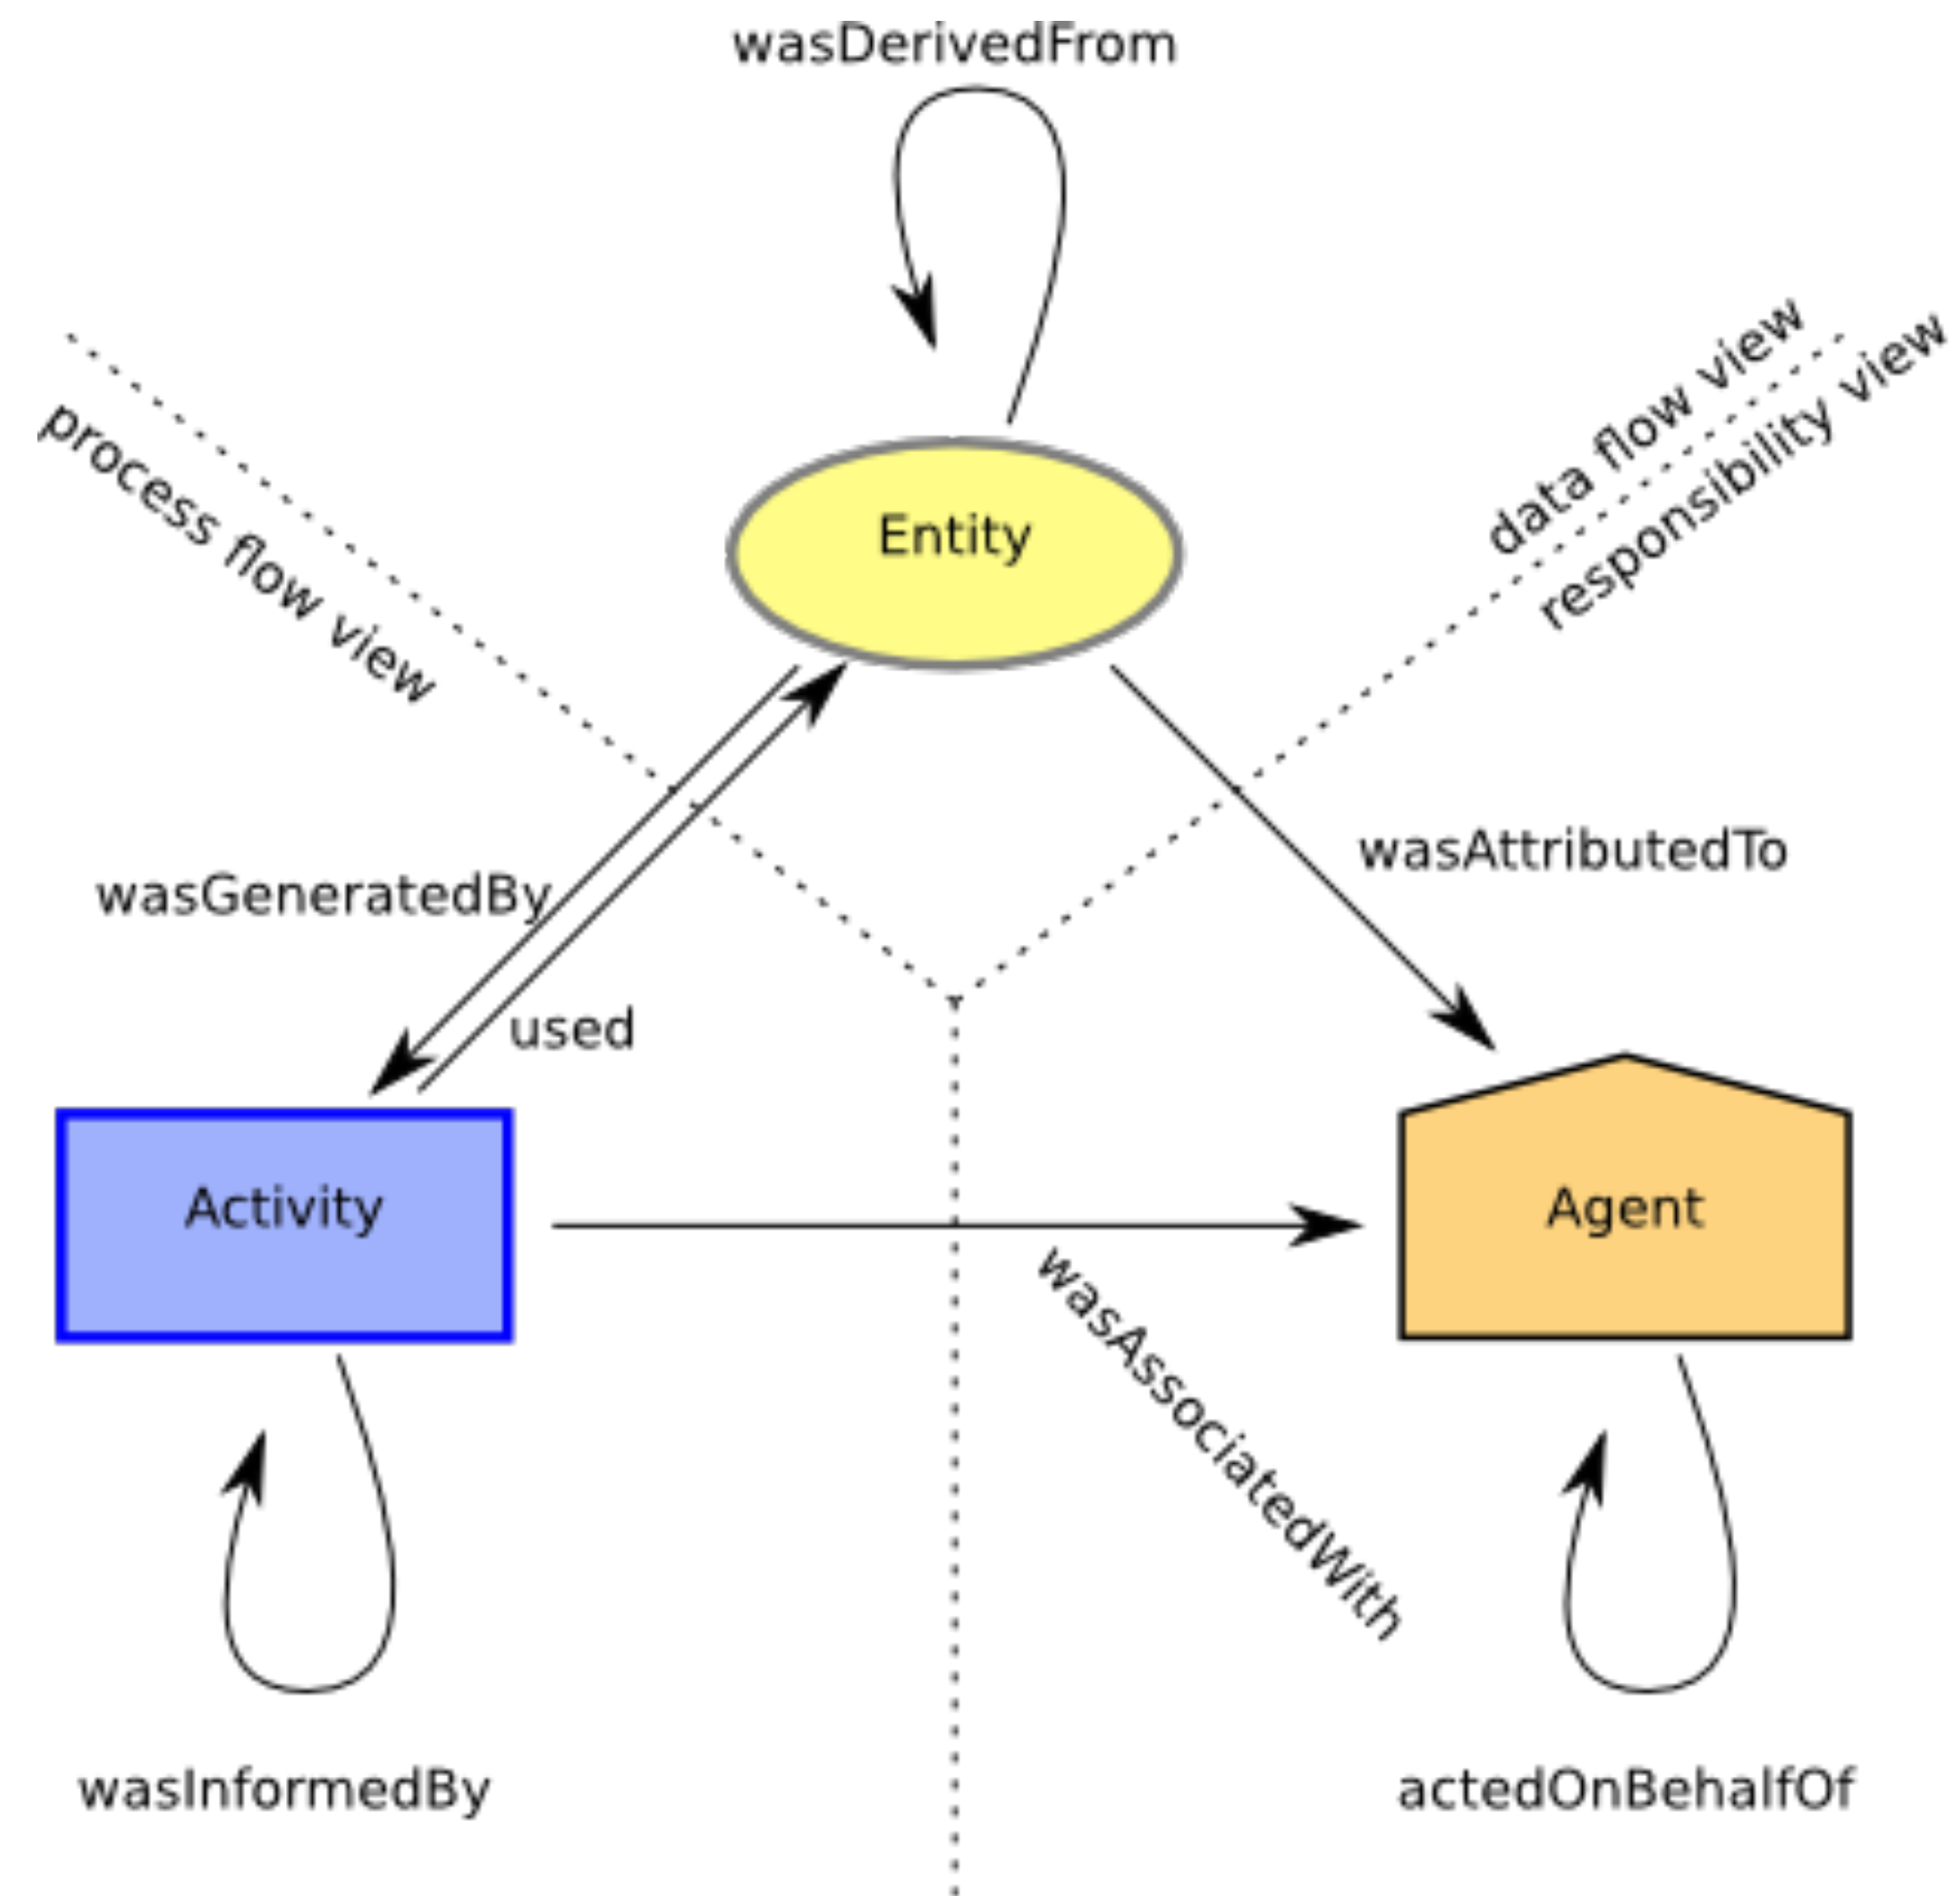 wasDerivedFrom
data flow view
responsibility view
process flow view
Entity
wasAttributedTo
wasGeneratedBy
used
Activity
Agent
wasAssociatedWith
wasInformedBy
actedOnBehalfOf